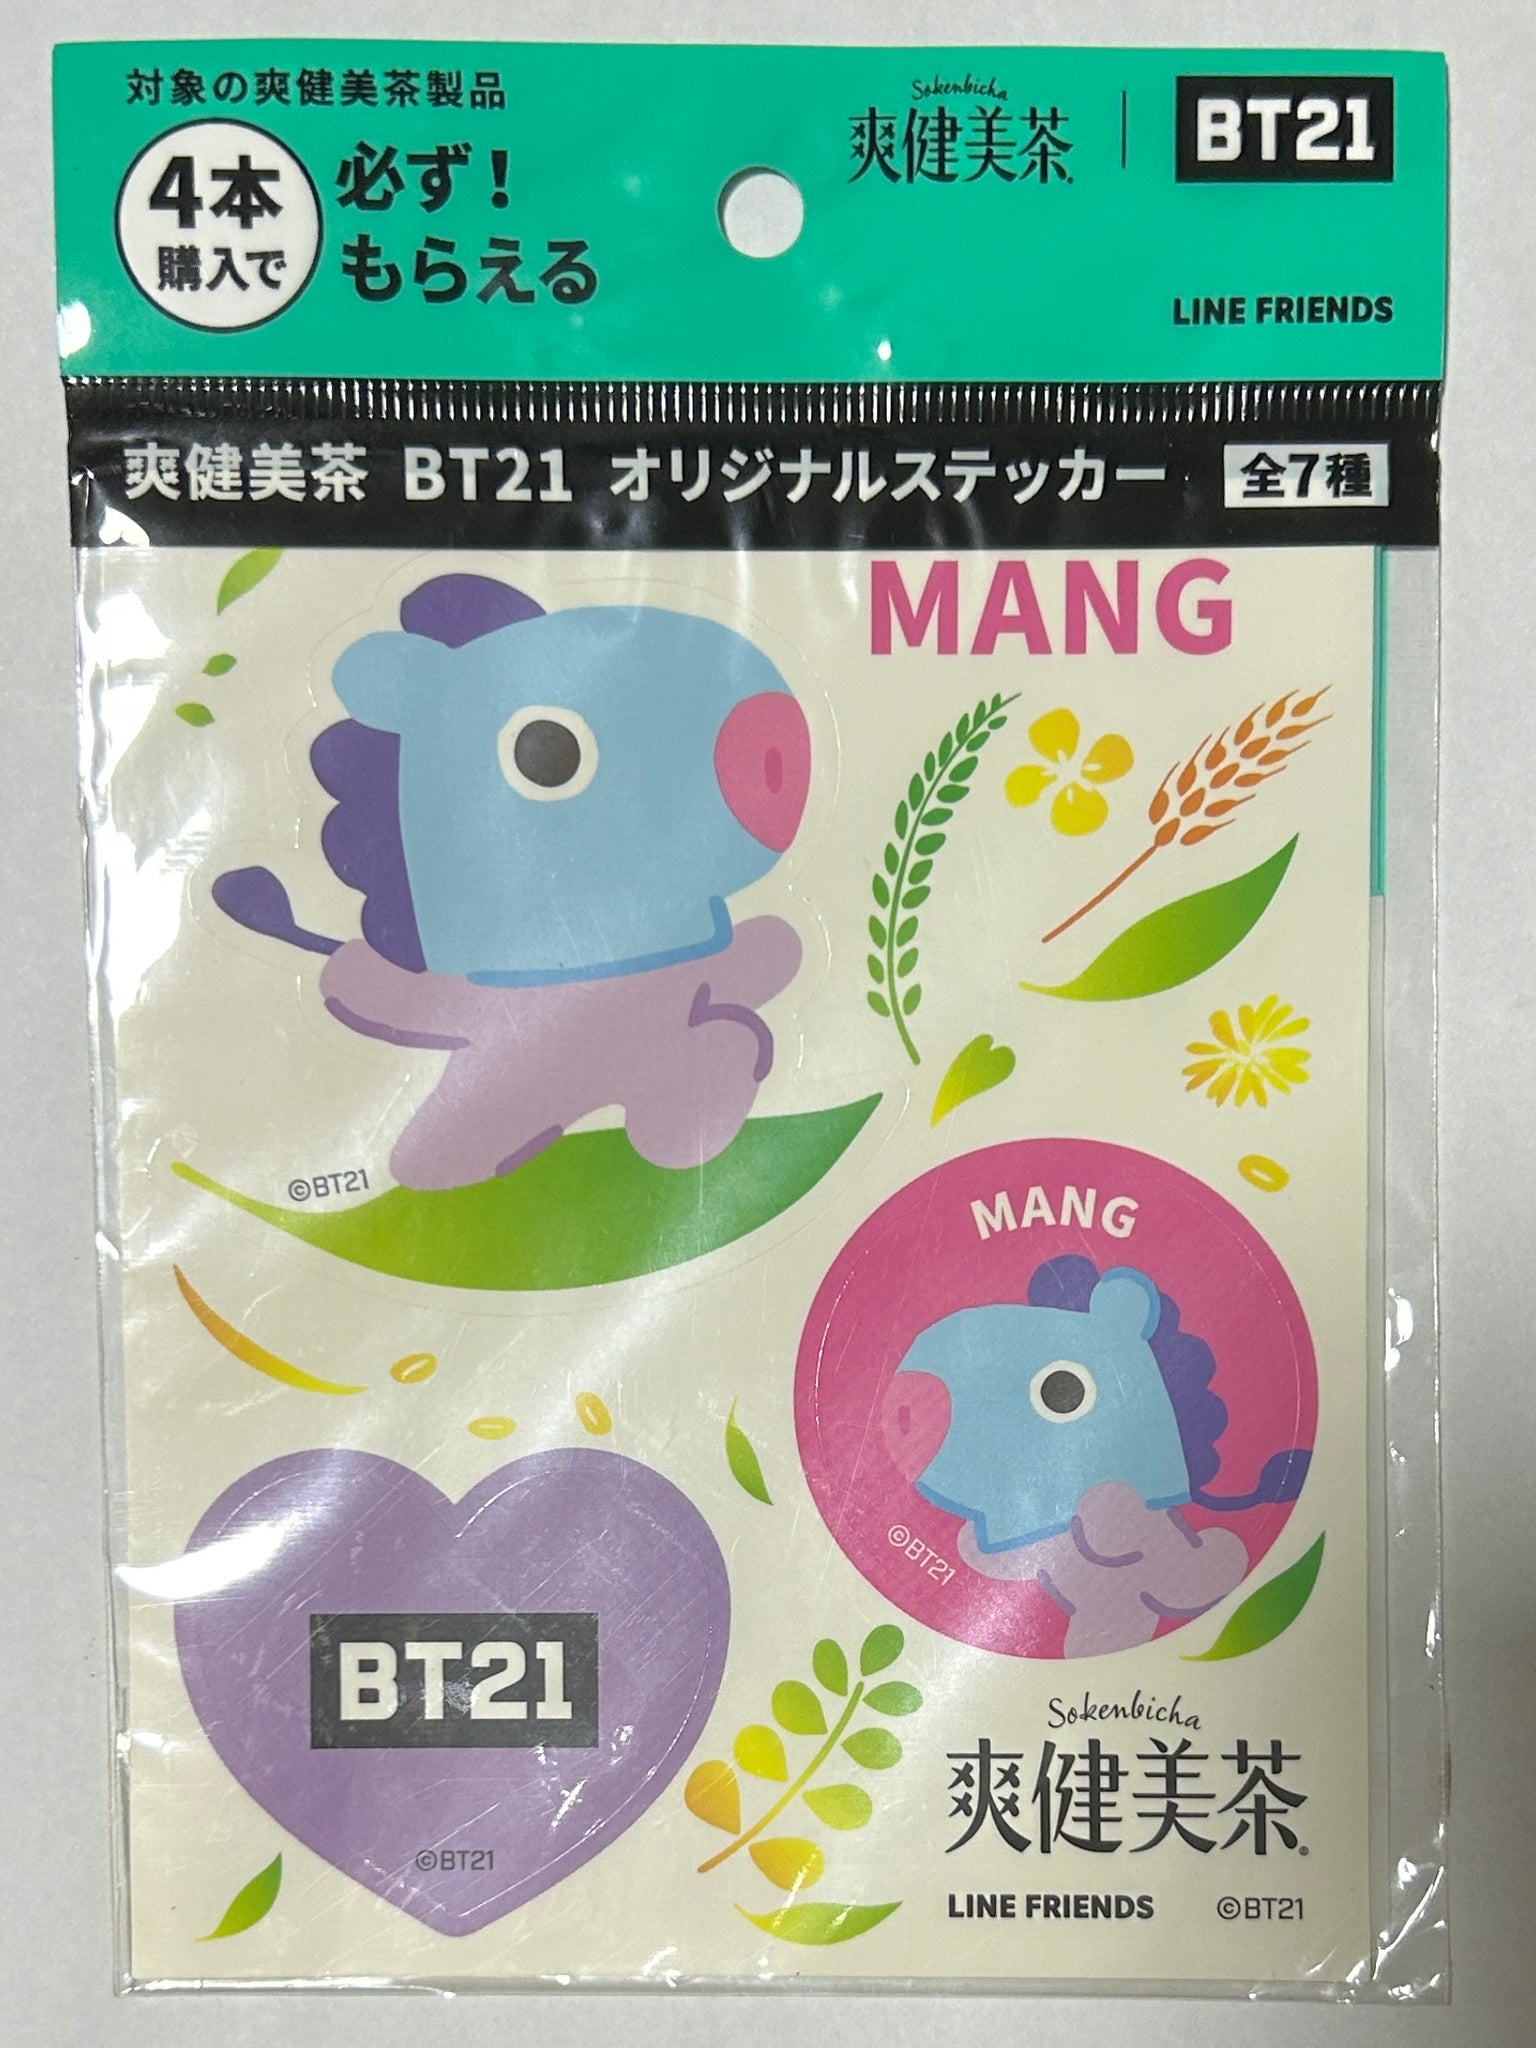 対象の爽健美茶製品
4本
購入で
必ず!
もらえる
Sokenbicha
爽健美茶
BT21
LINE FRIENDS
爽健美茶 BT21 オリジナルステッカー 全7種
MANG
©BT21
MANG
©BT21
BT21
©BT21
Sokenbicha
爽健美茶®
LINE FRIENDS ©BT21